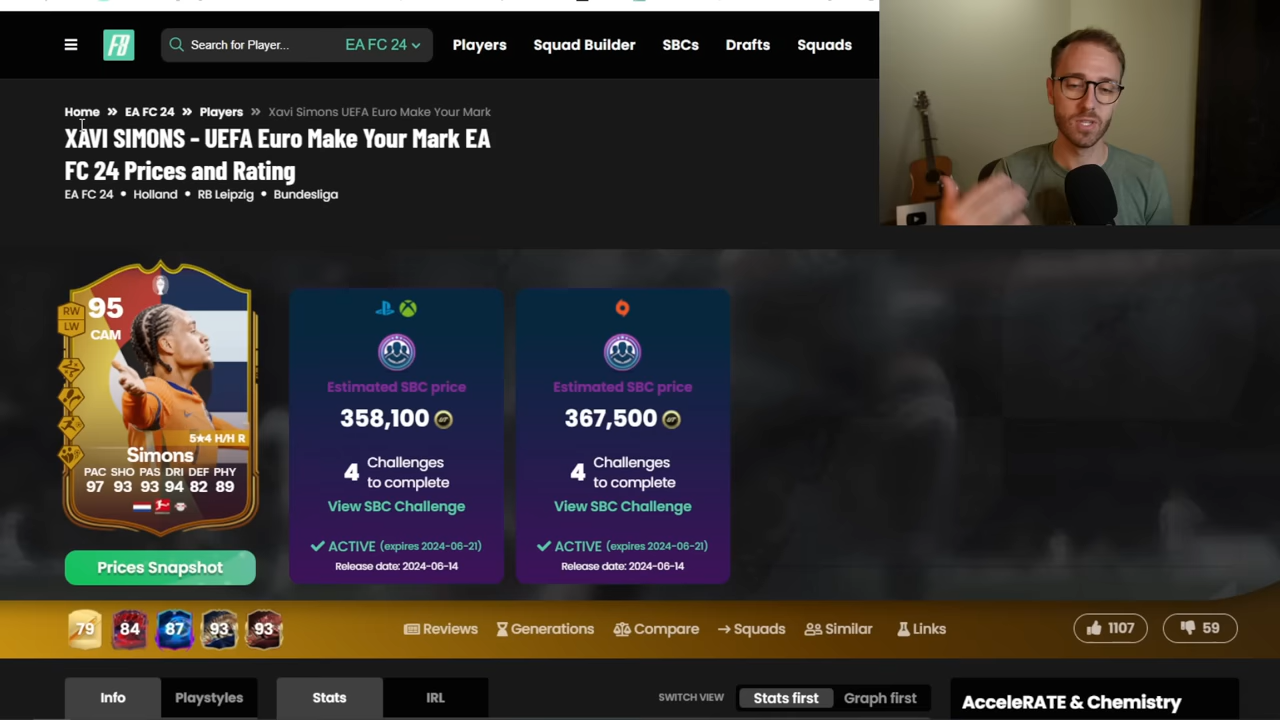 FB
Search for Player...
EA FC 24
Players
Squad Builder
SBCs
Drafts
Squads
Home » EA FC 24 » Players » Xavi Simons UEFA Euro Make Your Mark
XAVI SIMONS - UEFA Euro Make Your Mark EA
FC 24 Prices and Rating
EA FC 24 • Holland • RB Leipzig • Bundesliga
RW
LW
95
CAM
5★4 H/H R
Simons
PAC SHO PAS DRI DEF PHY
97 93 93 94 82 89
Prices Snapshot
Estimated SBC price
358,100
4 Challenges
to complete
View SBC Challenge
ACTIVE (expires 2024-06-21)
Release date: 2024-06-14
Estimated SBC price
367,500
4 Challenges
to complete
View SBC Challenge
ACTIVE (expires 2024-06-21)
Release date: 2024-06-14
79 84 87 93 93
Reviews
Generations
Compare
Squads
Similar
Links
1107
59
Info
Playstyles
Stats
IRL
SWITCH VIEW
Stats first
Graph first
AcceleRATE & Chemistry